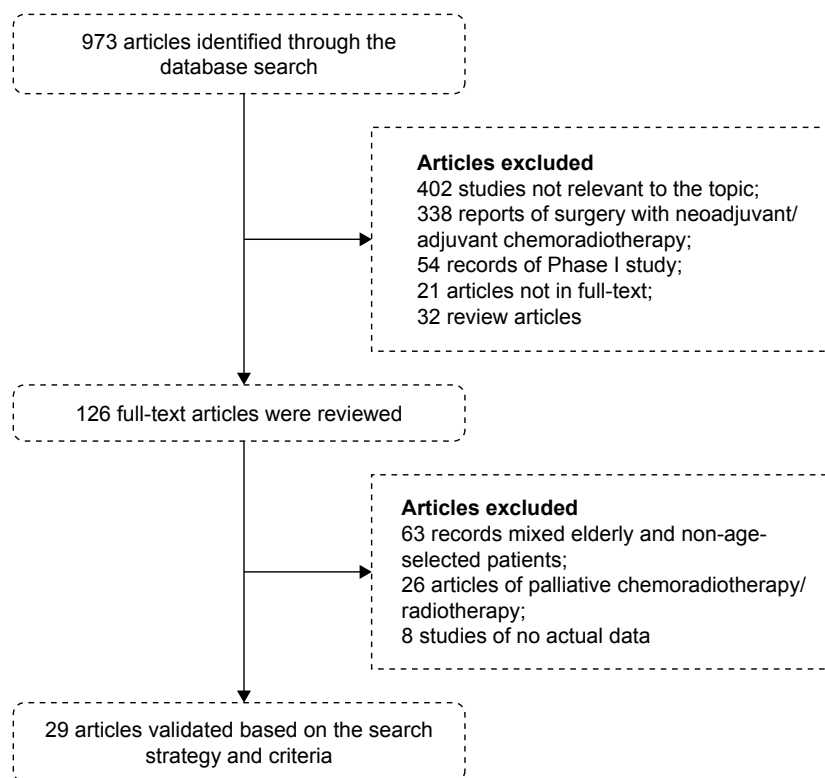 973 articles identified through the
database search
Articles excluded
402 studies not relevant to the topic;
338 reports of surgery with neoadjuvant/
adjuvant chemoradiotherapy;
54 records of Phase I study;
21 articles not in full-text;
32 review articles
126 full-text articles were reviewed
Articles excluded
63 records mixed elderly and non-age-
selected patients;
26 articles of palliative chemoradiotherapy/
radiotherapy;
8 studies of no actual data
29 articles validated based on the search
strategy and criteria